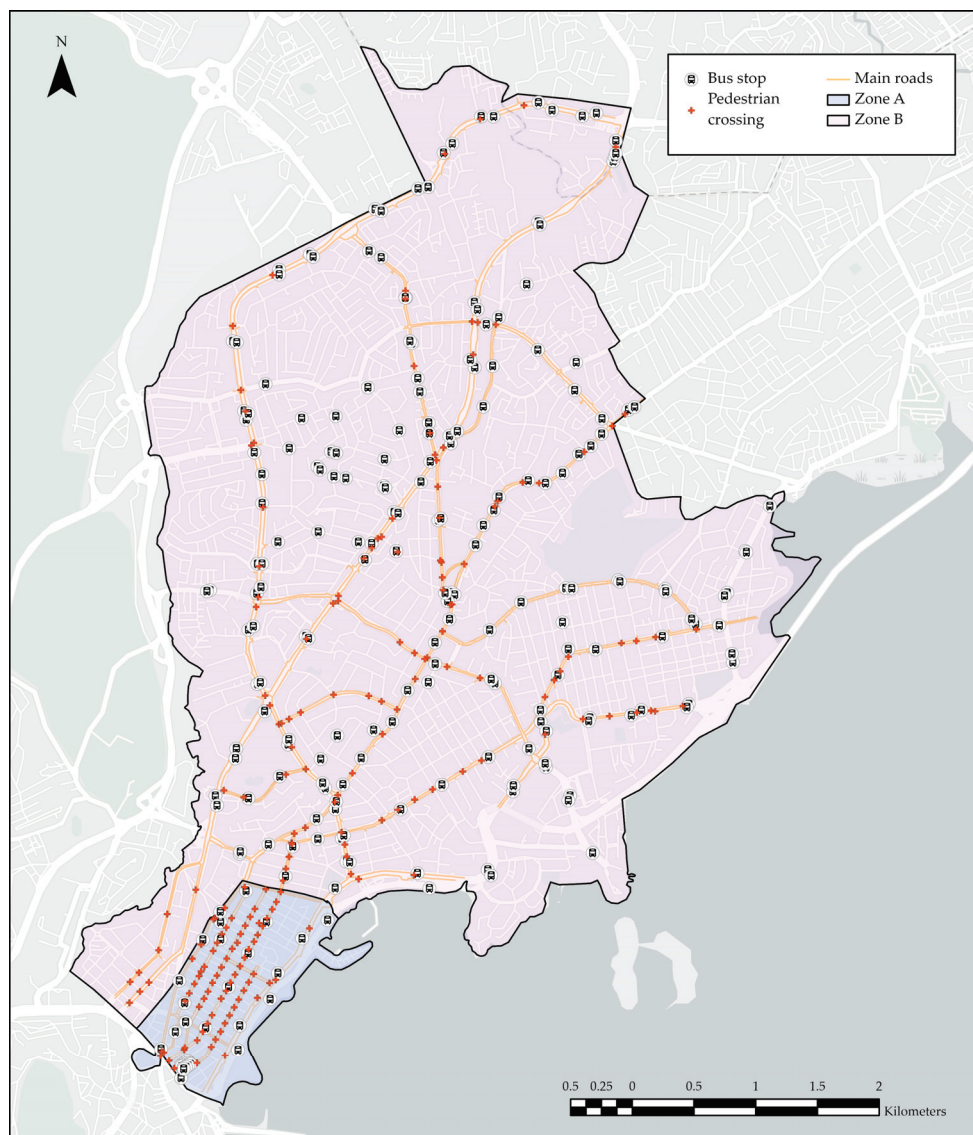 N
Bus stop
Pedestrian
crossing
Main roads
Zone A
Zone B
0.5 0.25 0 0.5 1 1.5 2
Kilometers